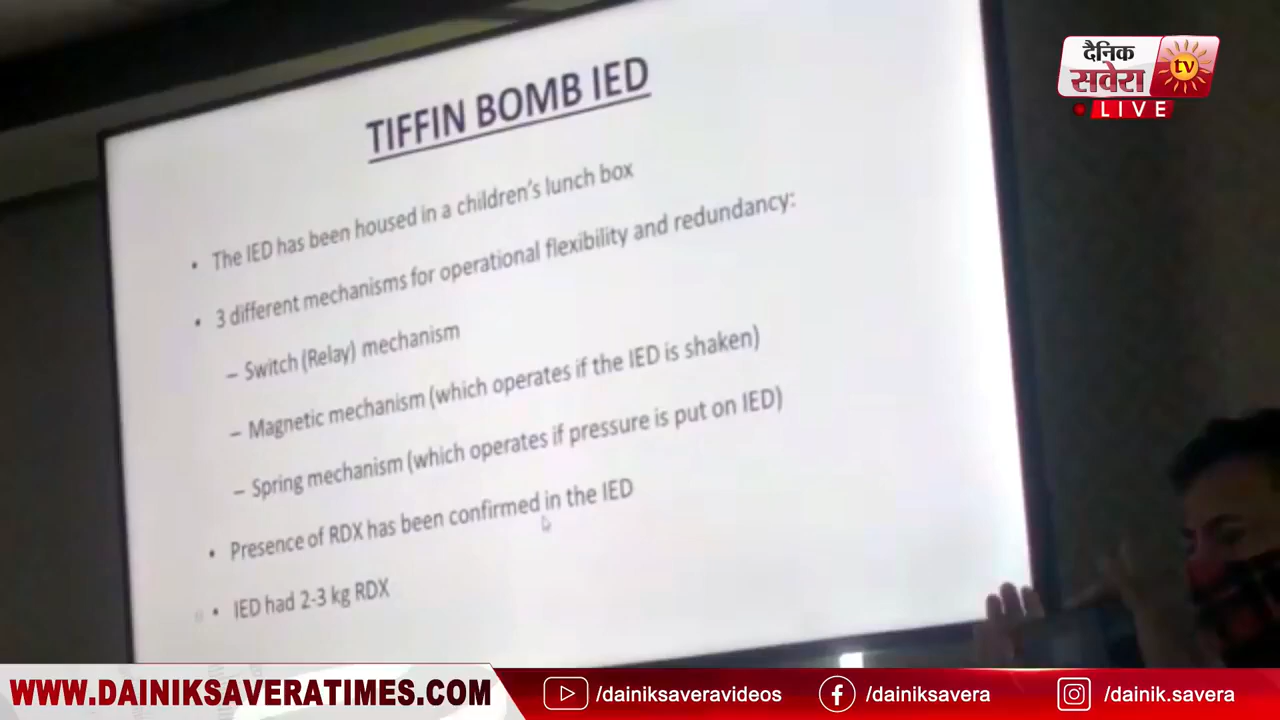 दैनिक
सवेरा
tv
LIVE
TIFFIN BOMB IED
• The IED has been housed in a children's lunch box
• 3 different mechanisms for operational flexibility and redundancy:
– Switch (Relay) mechanism
– Magnetic mechanism (which operates if the IED is shaken)
– Spring mechanism (which operates if pressure is put on IED)
• Presence of RDX has been confirmed in the IED
• IED had 2-3 kg RDX
WWW.DAINIKSAVERATIMES.COM
/dainiksaveravideos
/dainiksavera
/dainik.savera